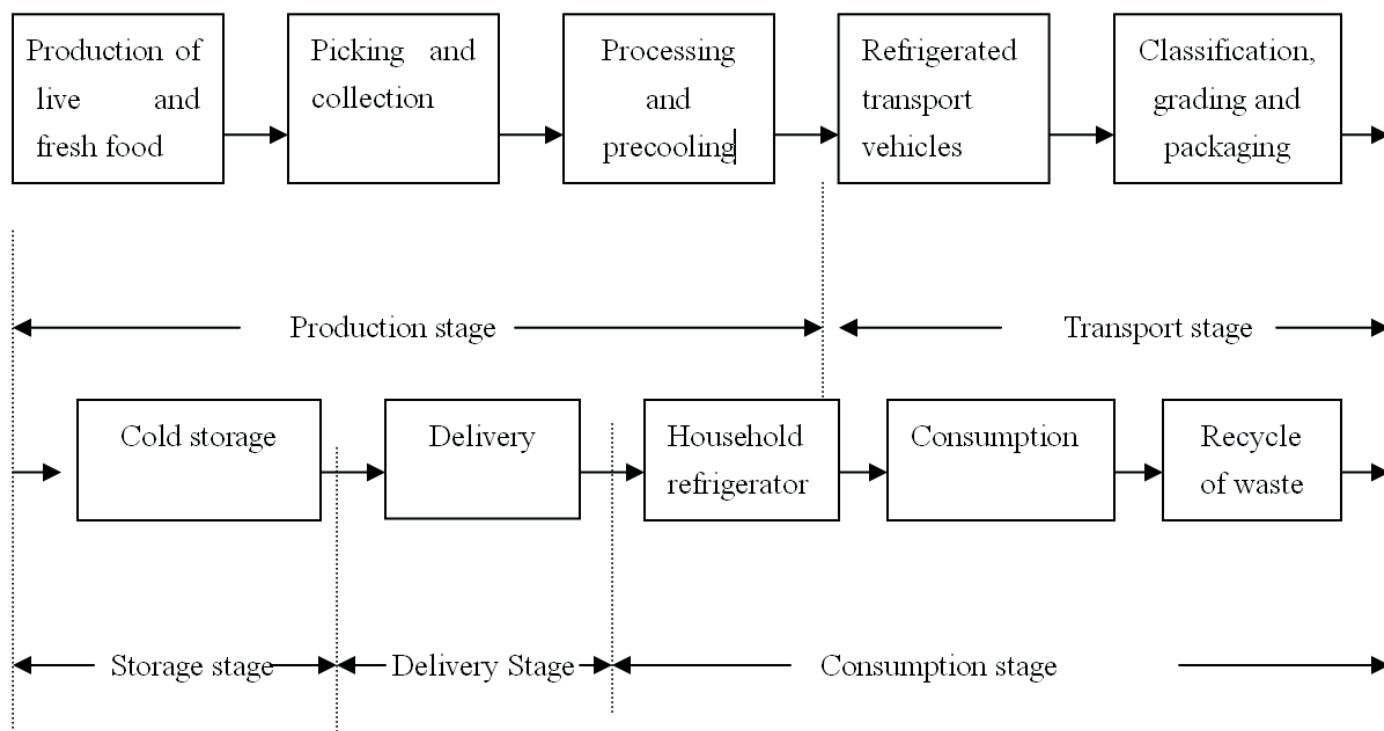 Production of
live and
fresh food
Picking and
collection
Processing
and
precooling
Refrigerated
transport
vehicles
Classification,
grading and
packaging
Production stage
Transport stage
Cold storage
Delivery
Household
refrigerator
Consumption
Recycle
of waste
Storage stage
Delivery Stage
Consumption stage